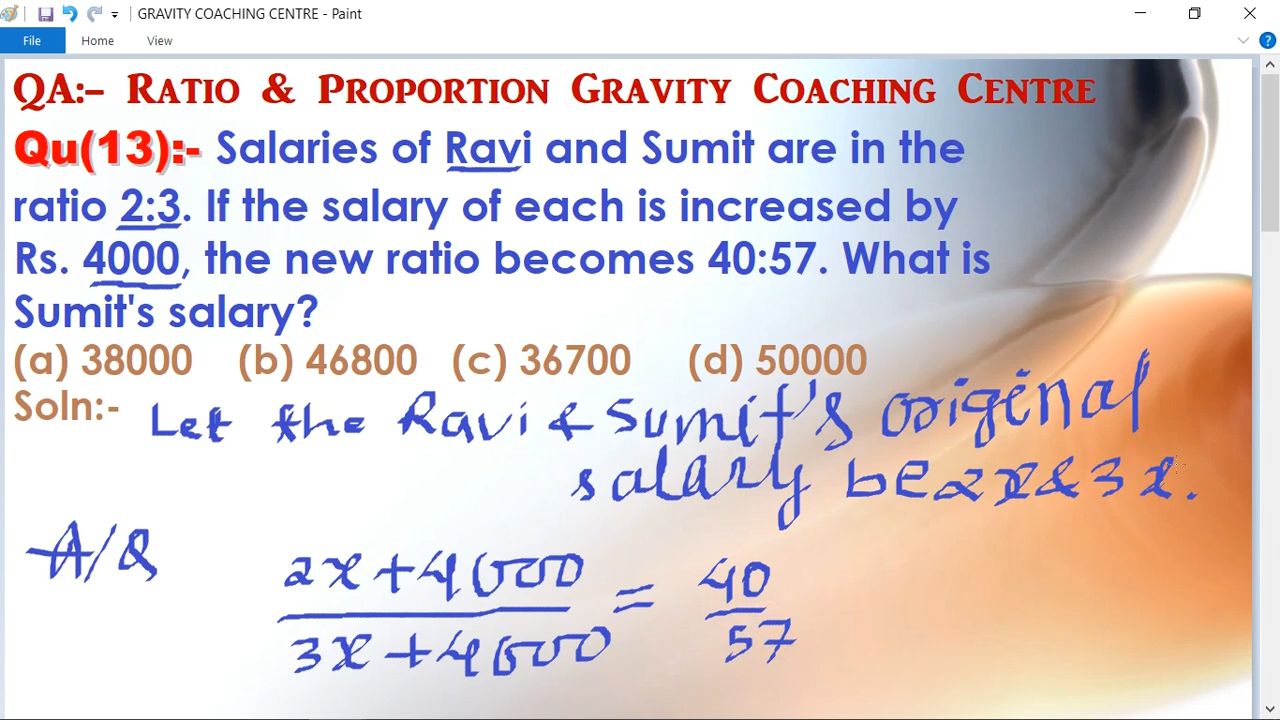 GRAVITY COACHING CENTRE - Paint
File Home View
QA:- RATIO & PROPORTION GRAVITY COACHING CENTRE
Qu(13):- Salaries of Ravi and Sumit are in the
ratio 2:3. If the salary of each is increased by
Rs. 4000, the new ratio becomes 40:57. What is
Sumit's salary?
(a) 38000 (b) 46800 (c) 36700 (d) 50000
Soln:- Let the Ravi & Sumit's original
salary be 2x & 3x.
A/Q
2x+4000
3x+4000
=
40
57